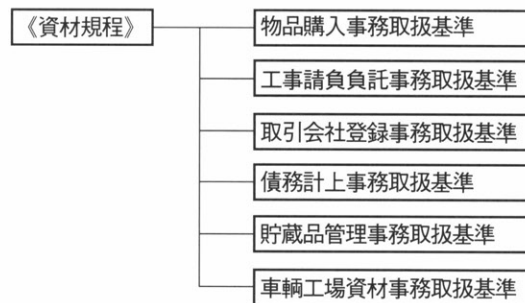 《資材規程》
物品購入事務取扱基準
工事請負負託事務取扱基準
取引会社登録事務取扱基準
債務計上事務取扱基準
貯蔵品管理事務取扱基準
車輌工場資材事務取扱基準